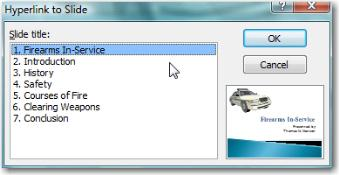 Hyperlink to Slide
?
Slide title:
1. Firearms In-Service
2. Introduction
3. History
4. Safety
5. Courses of Fire
6. Clearing Weapons
7. Conclusion
OK
Cancel
Firearms In-Service
Presented by